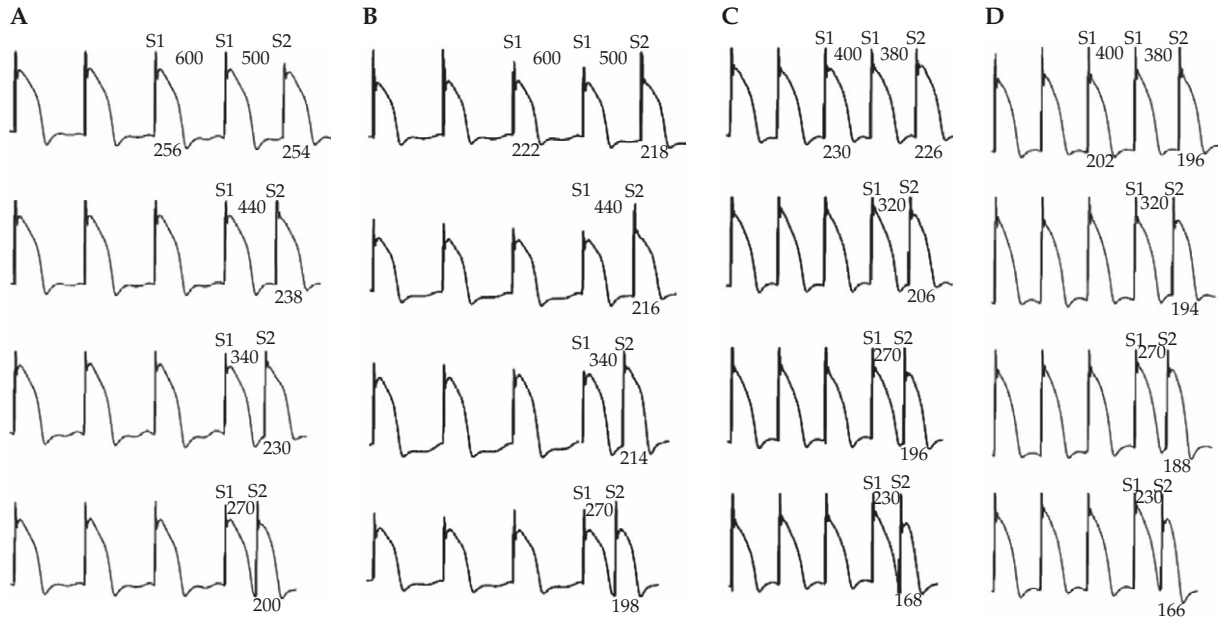 A
S1 S1 S2
600 500
256 254
S1 S2
440
238
S1 S2
340
230
S1 S2
270
200
B
S1 S1 S2
600 500
222 218
S1 S2
440
216
S1 S2
340
214
S1 S2
270
198
C
S1 S1 S2
400 380
230 226
S1 S2
320
206
S1 S2
270
196
S1 S2
230
168
D
S1 S1 S2
400 380
202 196
S1 S2
320
194
S1 S2
270
188
S1 S2
230
166